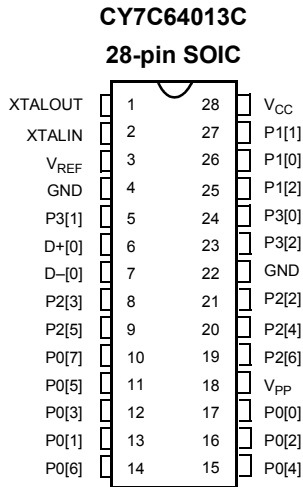 CY7C64013C
28-pin SOIC
XTALOUT 1 28 VCC
XTALIN 2 27 P1[1]
VREF 3 26 P1[0]
GND 4 25 P1[2]
P3[1] 5 24 P3[0]
D+[0] 6 23 P3[2]
D–[0] 7 22 GND
P2[3] 8 21 P2[2]
P2[5] 9 20 P2[4]
P0[7] 10 19 P2[6]
P0[5] 11 18 VPP
P0[3] 12 17 P0[0]
P0[1] 13 16 P0[2]
P0[6] 14 15 P0[4]